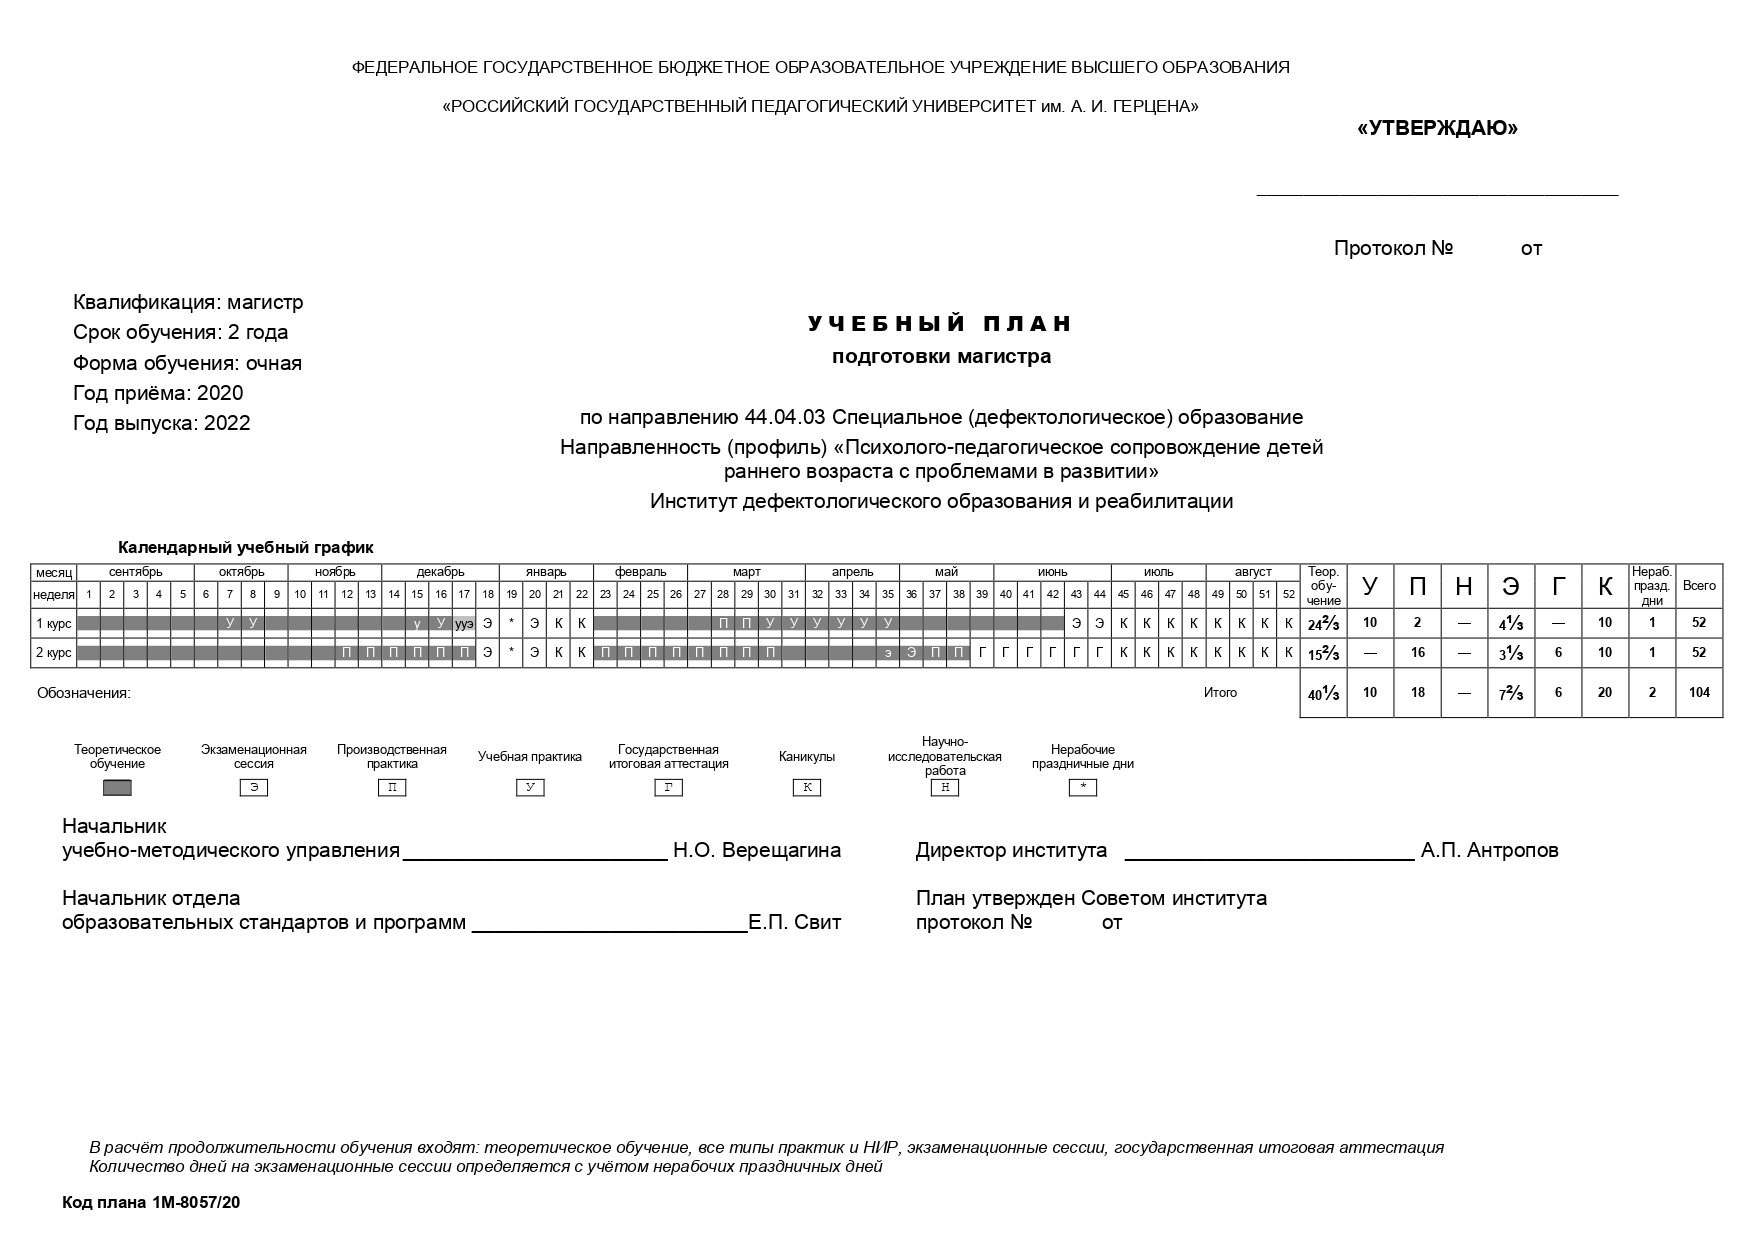 ФЕДЕРАЛЬНОЕ ГОСУДАРСТВЕННОЕ БЮДЖЕТНОЕ ОБРАЗОВАТЕЛЬНОЕ УЧРЕЖДЕНИЕ ВЫСШЕГО ОБРАЗОВАНИЯ
«РОССИЙСКИЙ ГОСУДАРСТВЕННЫЙ ПЕДАГОГИЧЕСКИЙ УНИВЕРСИТЕТ им. А. И. ГЕРЦЕНА»
«УТВЕРЖДАЮ»
Протокол № от
Квалификация: магистр
Срок обучения: 2 года
Форма обучения: очная
Год приёма: 2020
Год выпуска: 2022
УЧЕБНЫЙ ПЛАН
подготовки магистра
по направлению 44.04.03 Специальное (дефектологическое) образование
Направленность (профиль) «Психолого-педагогическое сопровождение детей
раннего возраста с проблемами в развитии»
Институт дефектологического образования и реабилитации
Календарный учебный график
месяц сентябрь октябрь ноябрь декабрь январь февраль март апрель май июнь июль август Теор. обу- чение У П Н Э Г К Нераб. празд. дни Всего
неделя 1 2 3 4 5 6 7 8 9 10 11 12 13 14 15 16 17 18 19 20 21 22 23 24 25 26 27 28 29 30 31 32 33 34 35 36 37 38 39 40 41 42 43 44 45 46 47 48 49 50 51 52
1 курс У У у У ууэ Э * Э К К П П У У У У У У Э Э К К К К К К К К 24⅔ 10 2 — 4⅓ — 10 1 52
2 курс П П П П П П Э * Э К К П П П П П П П П э Э П П Г Г Г Г Г Г К К К К К К К К 15⅔ — 16 — 3⅓ 6 10 1 52
Обозначения: Итого 40⅓ 10 18 — 7⅔ 6 20 2 104
Теоретическое обучение
Экзаменационная сессия
Производственная практика
Учебная практика
Государственная итоговая аттестация
Каникулы
Научно- исследовательская работа
Нерабочие праздничные дни
Э П У Г К Н *
Начальник
учебно-методического управления Н.О. Верещагина
Директор института А.П. Антропов
Начальник отдела
образовательных стандартов и программ Е.П. Свит
План утвержден Советом института
протокол № от
В расчёт продолжительности обучения входят: теоретическое обучение, все типы практик и НИР, экзаменационные сессии, государственная итоговая аттестация
Количество дней на экзаменационные сессии определяется с учётом нерабочих праздничных дней
Код плана 1М-8057/20